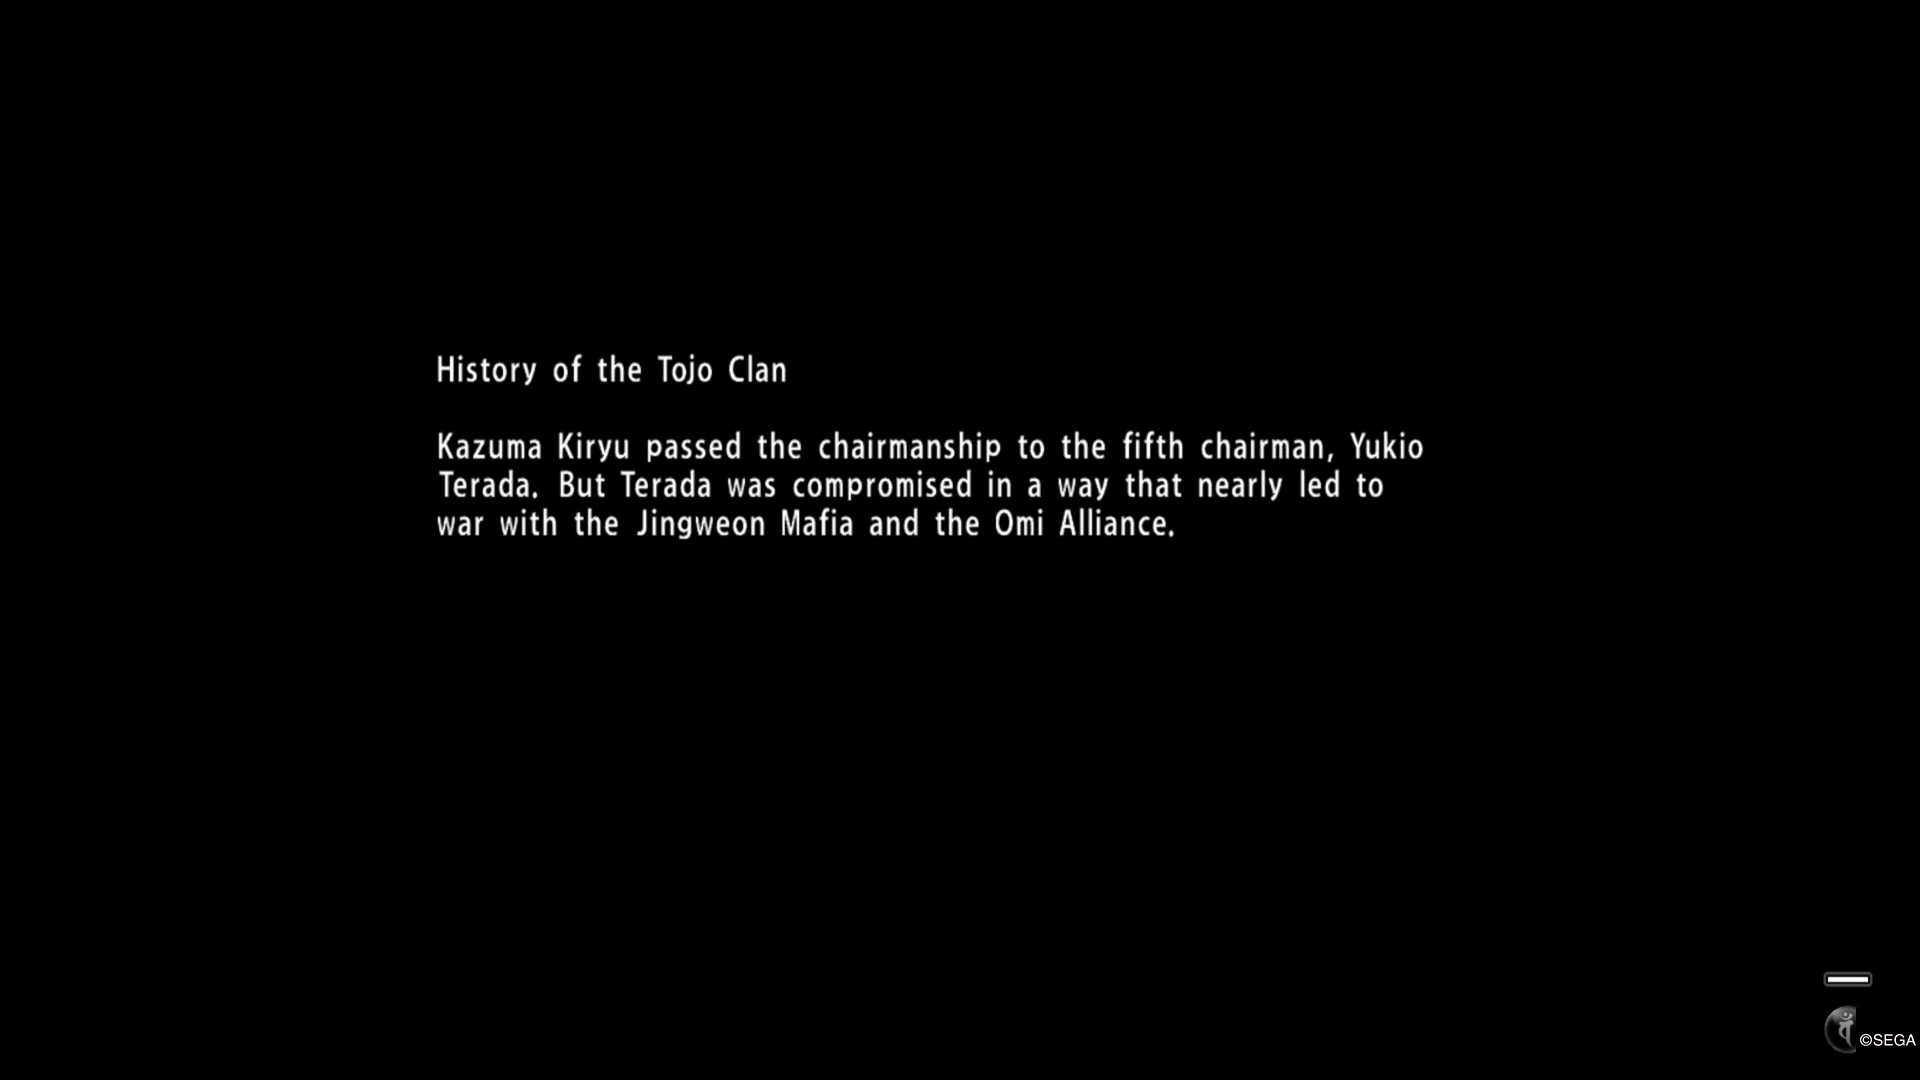 History of the Tojo Clan
Kazuma Kiryu passed the chairmanship to the fifth chairman, Yukio
Terada. But Terada was compromised in a way that nearly led to
war with the Jingweon Mafia and the Omi Alliance.
©SEGA